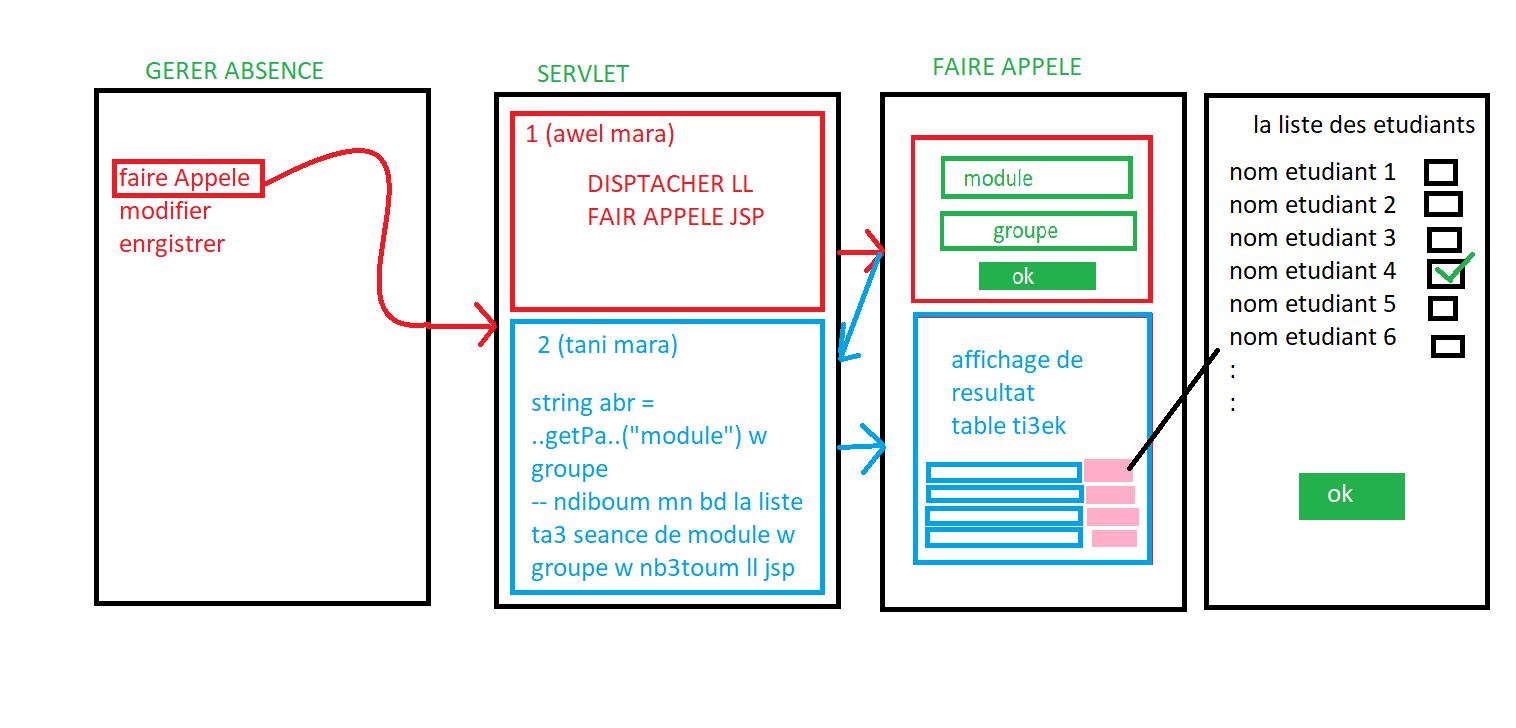 GERER ABSENCE
faire Appele
modifier
enrgistrer
SERVLET
1 (awel mara)
DISPTACHER LL
FAIR APPELE JSP
2 (tani mara)
string abr =
..getPa..("module") w
groupe
-- ndiboum mn bd la liste
ta3 seance de module w
groupe w nb3toum ll jsp
FAIRE APPELE
module
groupe
ok
affichage de
resultat
table ti3ek
la liste des etudiants
nom etudiant 1
nom etudiant 2
nom etudiant 3
nom etudiant 4
nom etudiant 5
nom etudiant 6
:
:
ok